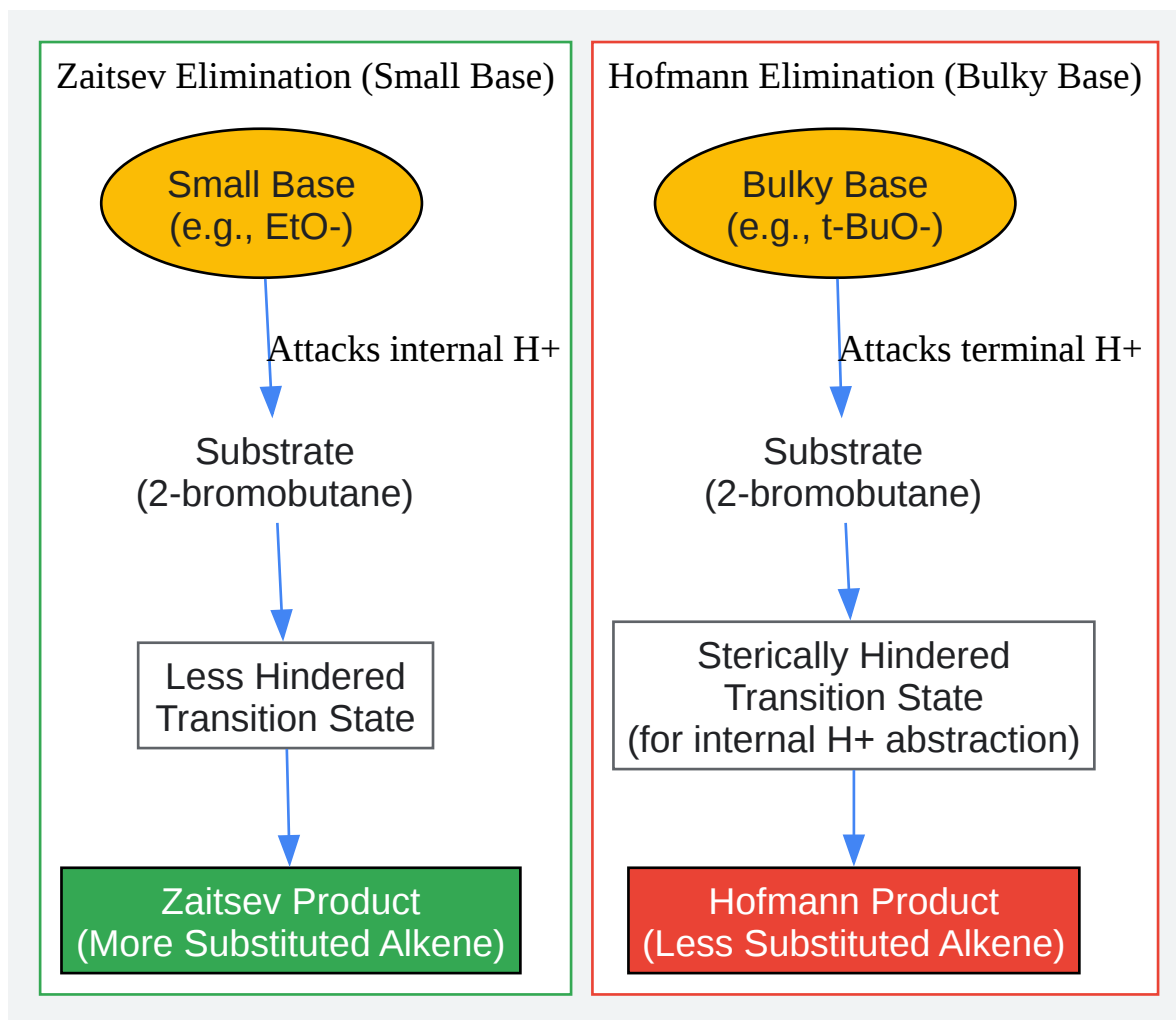 Zaitsev Elimination (Small Base)
Small Base
(e.g., EtO-)
Attacks internal H+
Substrate
(2-bromobutane)
Less Hindered
Transition State
Zaitsev Product
(More Substituted Alkene)
Hofmann Elimination (Bulky Base)
Bulky Base
(e.g., t-BuO-)
Attacks terminal H+
Substrate
(2-bromobutane)
Sterically Hindered
Transition State
(for internal H+ abstraction)
Hofmann Product
(Less Substituted Alkene)